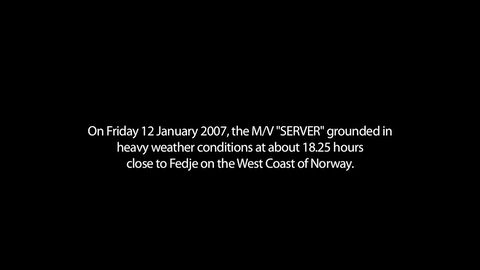 On Friday 12 January 2007, the M/V "SERVER" grounded in
heavy weather conditions at about 18.25 hours
close to Fedje on the West Coast of Norway.